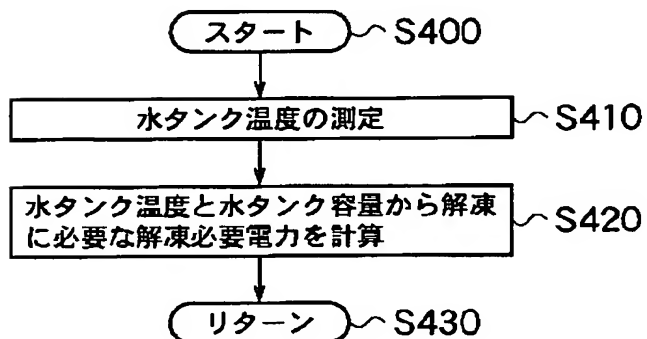 スタート S400
水タンク温度の測定 S410
水タンク温度と水タンク容量から解凍
に必要な解凍必要電力を計算 S420
リターン S430